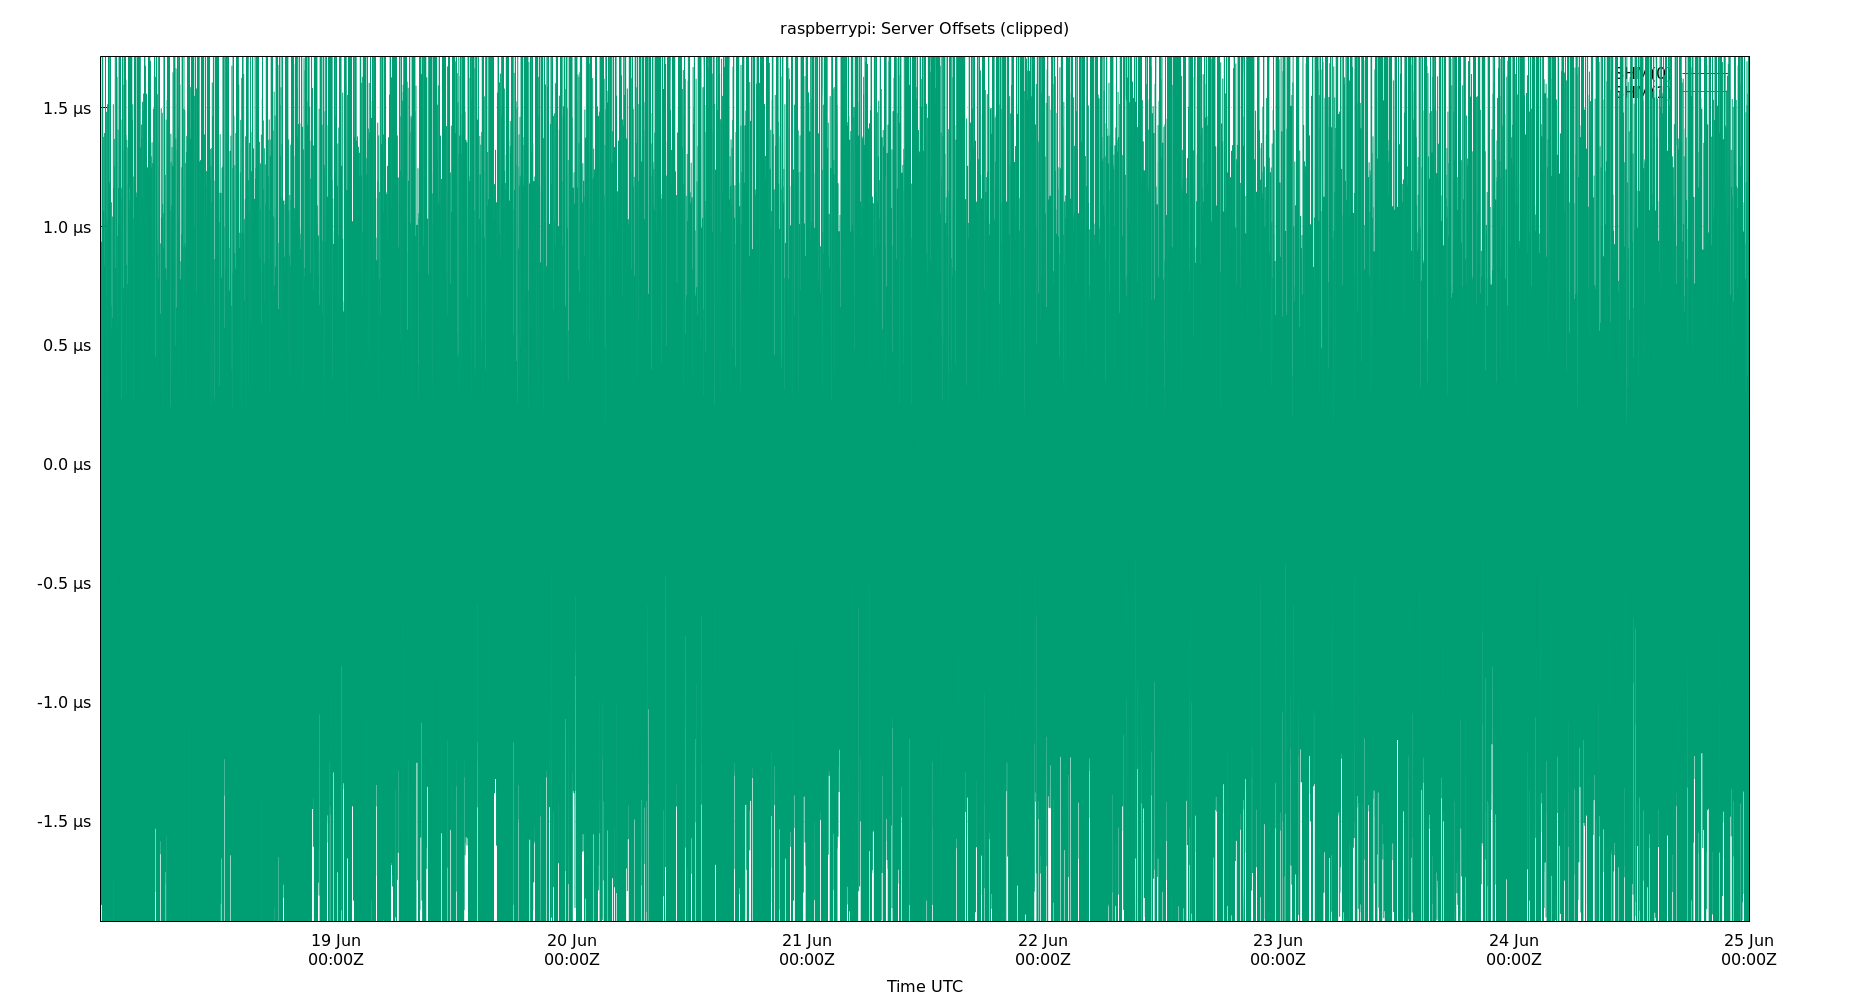 raspberrypi: Server Offsets (clipped)
1.5 µs
1.0 µs
0.5 µs
0.0 µs
-0.5 µs
-1.0 µs
-1.5 µs
19 Jun 20 Jun 21 Jun 22 Jun 23 Jun 24 Jun 25 Jun
00:00Z 00:00Z 00:00Z 00:00Z 00:00Z 00:00Z 00:00Z
Time UTC